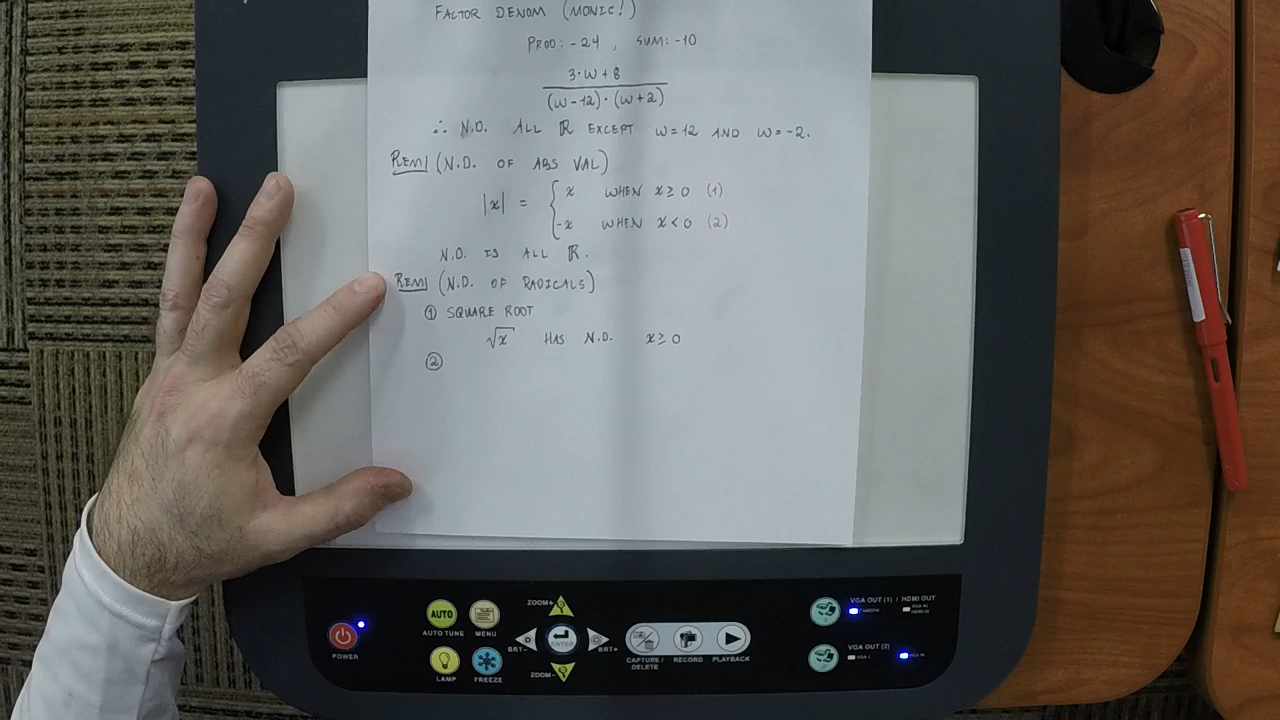 FACTOR DENOM (MONIC!)
PROD: -24 , SUM: -10
3·w + 8
(w - 12) · (w + 2)
∴ N.D. ALL ℝ EXCEPT w = 12 AND w = -2.
REM (N.D. OF ABS VAL)
|x| = { x WHEN x ≥ 0 (1)
-x WHEN x < 0 (2)
N.D. IS ALL ℝ.
REM (N.D. OF RADICALS)
① SQUARE ROOT
√x HAS N.D. x ≥ 0
②
VGA OUT (1) / HDMI OUT
ZOOM+
AUTO
AUTO TUNE
MENU
POWER
BRT-
ENTER
BRT+
CAPTURE / DELETE
RECORD
PLAYBACK
VGA OUT (2)
LAMP
FREEZE
ZOOM-